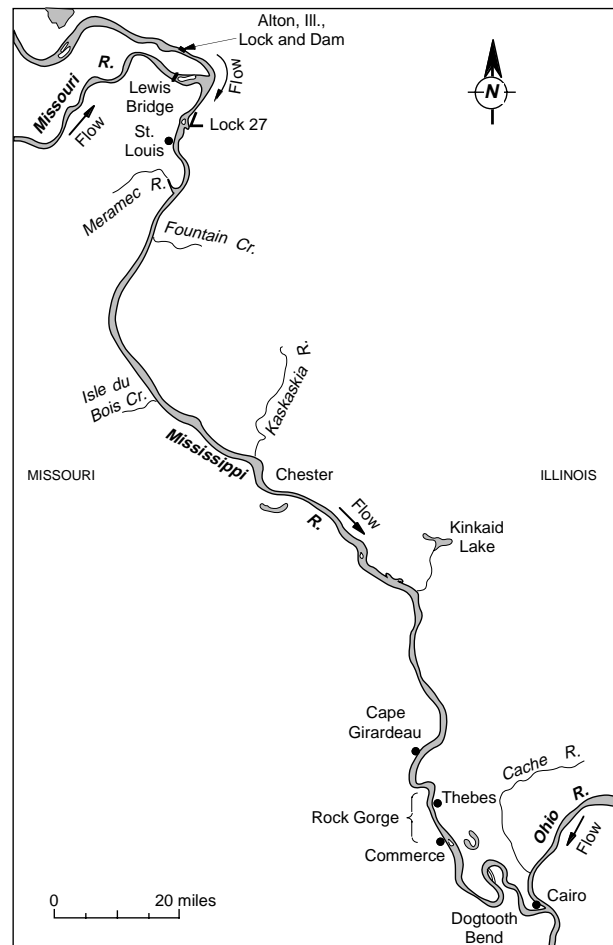 Alton, Ill.,
Lock and Dam
Missouri R.
Flow
Lewis
Bridge
Flow
N
Lock 27
St.
Louis
Meramec R.
Fountain Cr.
Isle du
Bois Cr.
Kaskaskia R.
Mississippi R.
MISSOURI
Chester
ILLINOIS
Flow
Kinkaid
Lake
Cape
Girardeau
Cache R.
Thebes
Rock Gorge
Ohio R.
Flow
Commerce
Cairo
Dogtooth
Bend
0 20 miles